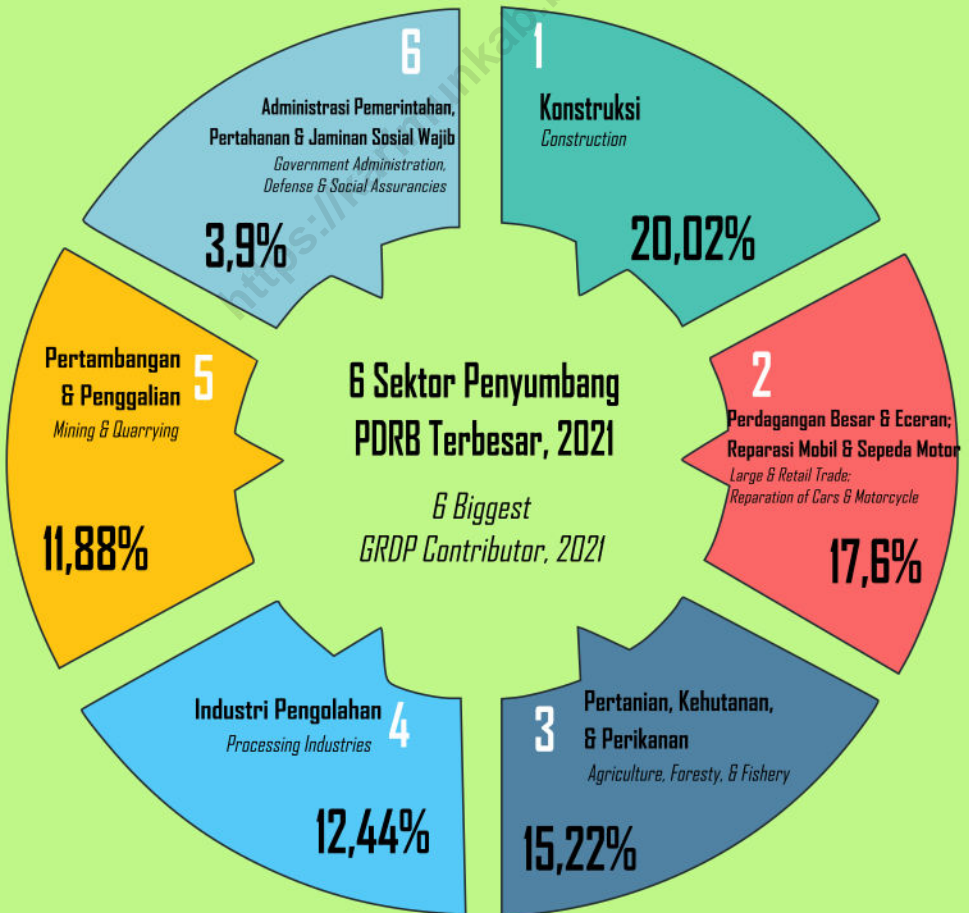 6 Sektor Penyumbang
PDRB Terbesar, 2021
6 Biggest
GRDP Contributor, 2021
1
Konstruksi
Construction
20,02%
2
Perdagangan Besar & Eceran;
Reparasi Mobil & Sepeda Motor
Large & Retail Trade;
Reparation of Cars & Motorcycle
17,6%
3
Pertanian, Kehutanan,
& Perikanan
Agriculture, Foresty, & Fishery
15,22%
4
Industri Pengolahan
Processing Industries
12,44%
5
Pertambangan
& Penggalian
Mining & Quarrying
11,88%
6
Administrasi Pemerintahan,
Pertahanan & Jaminan Sosial Wajib
Government Administration,
Defense & Social Assurancies
3,9%